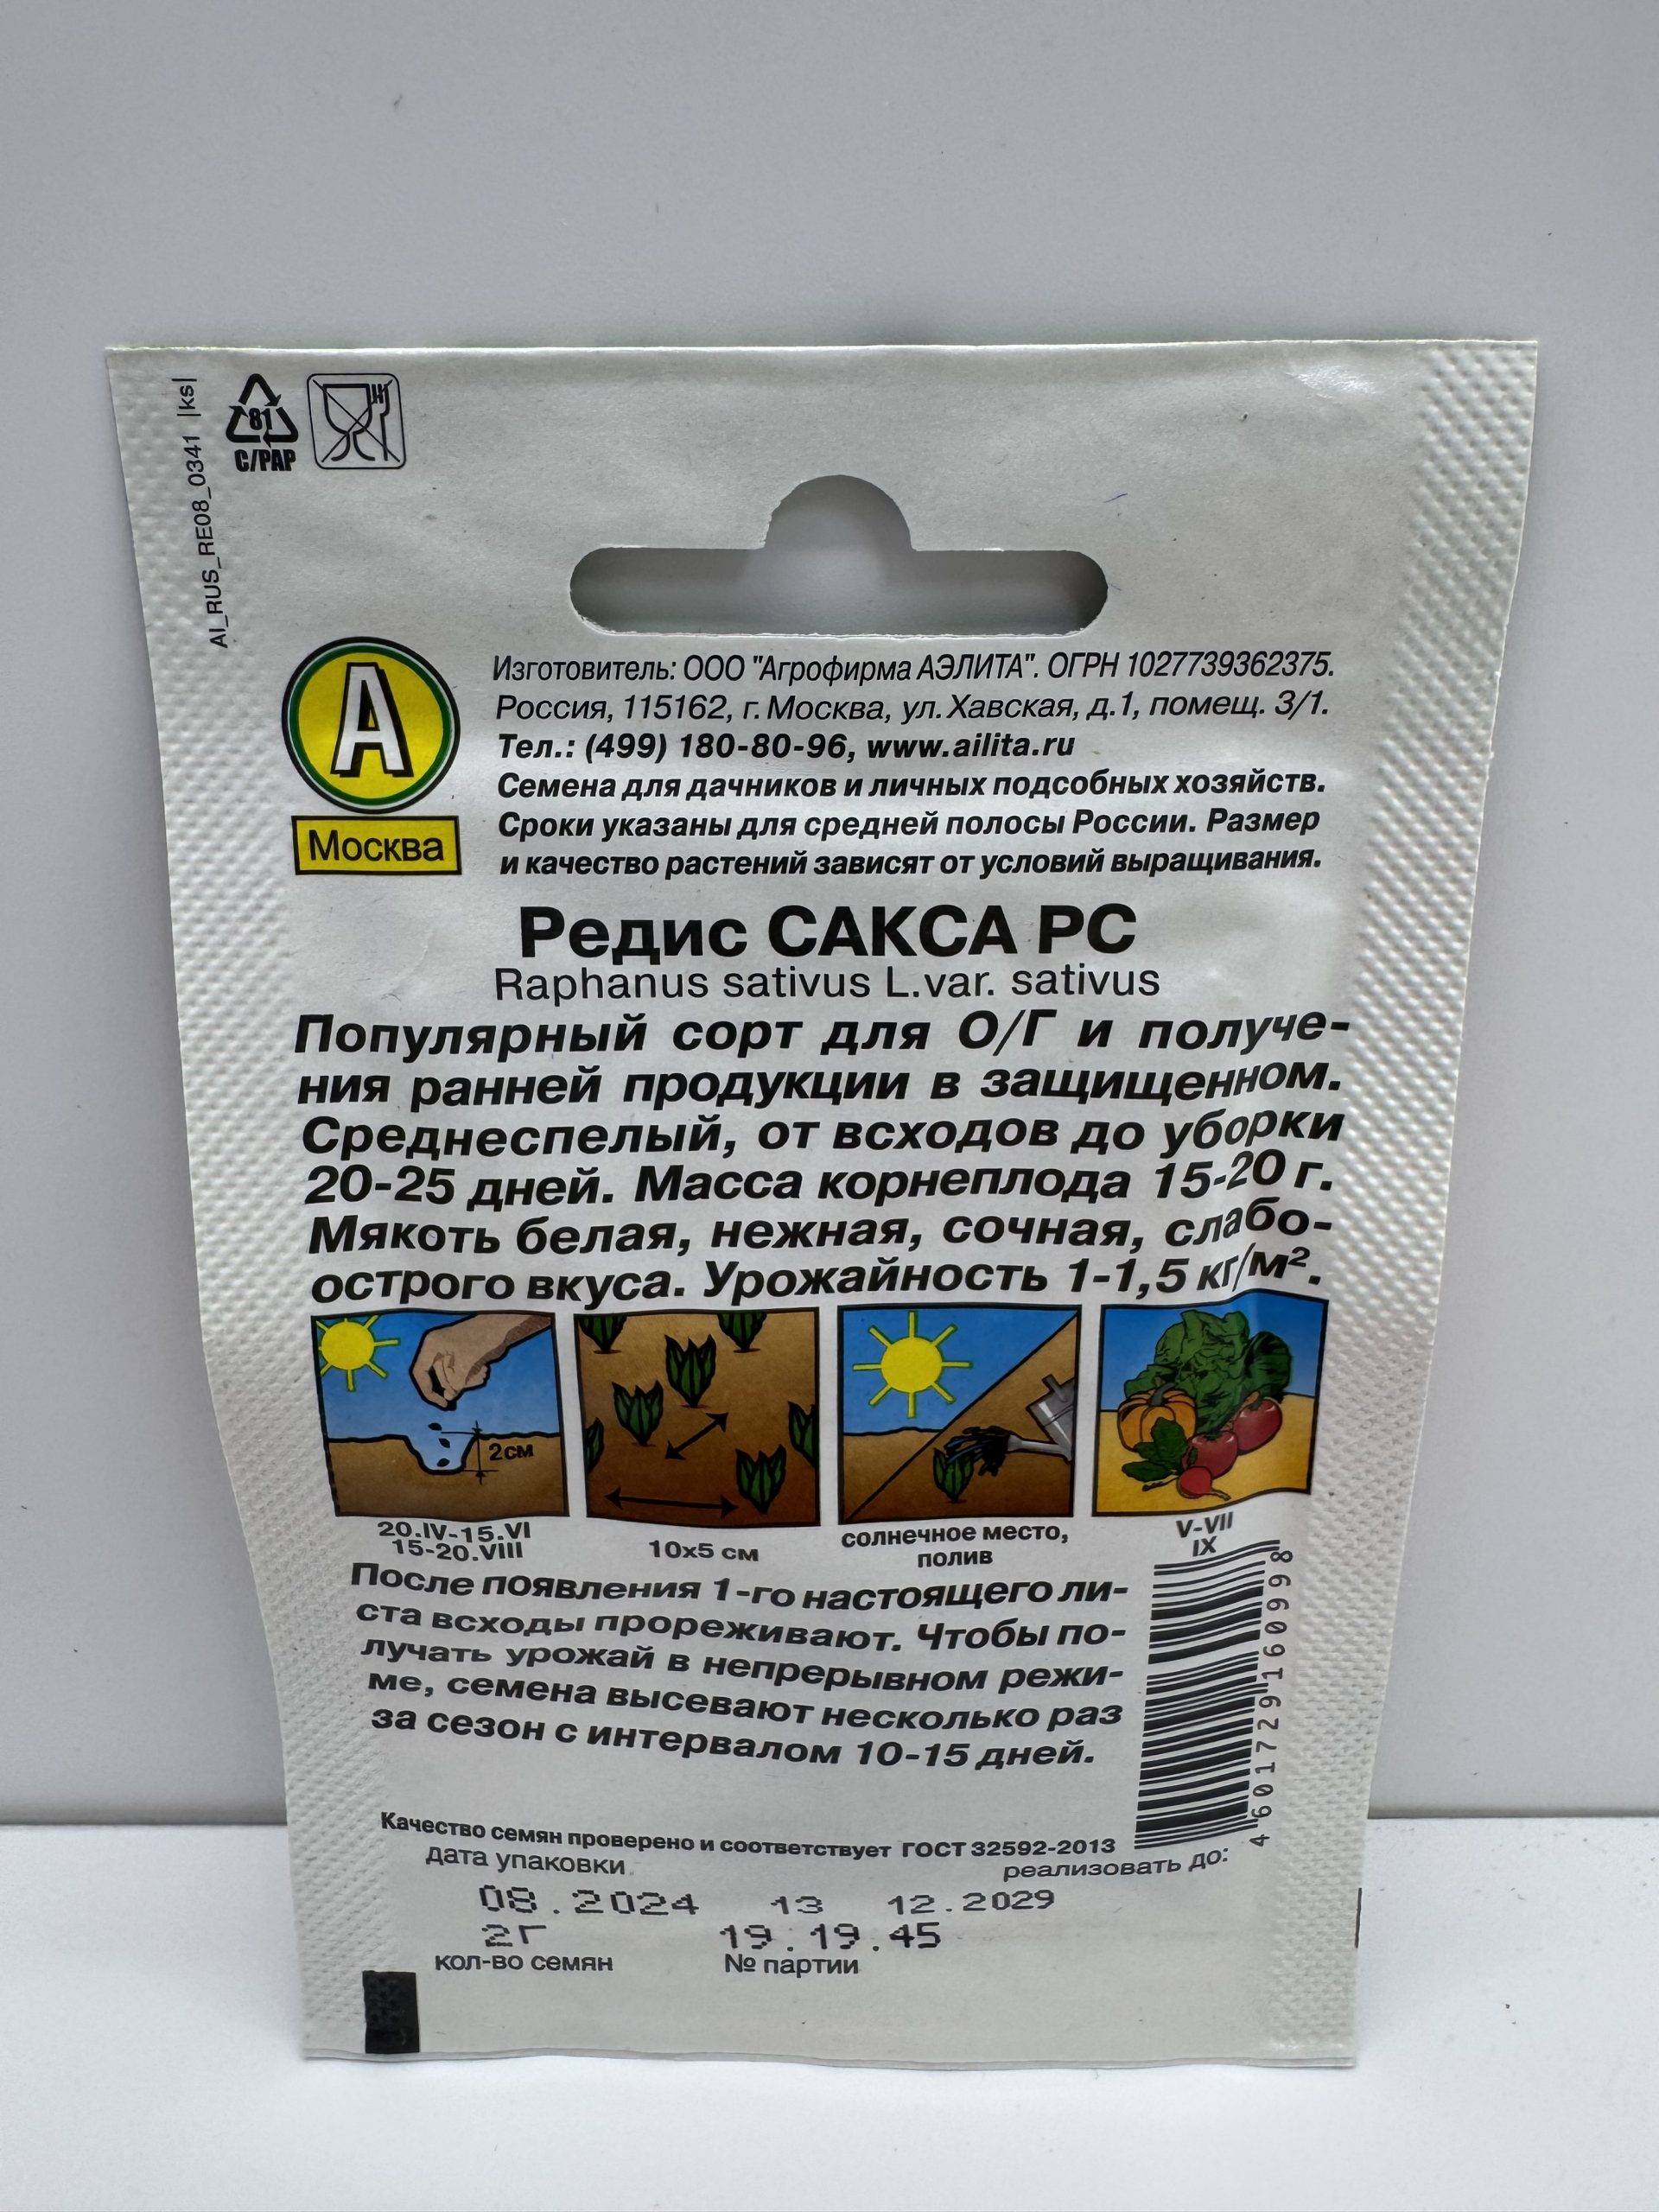 AI_RUS_RE08_0341 |ks|
81
C/PAP
А
Москва
Изготовитель: ООО "Агрофирма АЭЛИТА". ОГРН 1027739362375.
Россия, 115162, г. Москва, ул. Хавская, д.1, помещ. 3/1.
Тел.: (499) 180-80-96, www.ailita.ru
Семена для дачников и личных подсобных хозяйств.
Сроки указаны для средней полосы России. Размер
и качество растений зависят от условий выращивания.
Редис САКСА РС
Raphanus sativus L.var. sativus
Популярный сорт для О/Г и получе-
ния ранней продукции в защищенном.
Среднеспелый, от всходов до уборки
20-25 дней. Масса корнеплода 15-20 г.
Мякоть белая, нежная, сочная, слабо-
острого вкуса. Урожайность 1-1,5 кг/м².
2см
20.IV-15.VI
15-20.VIII
10х5 см
солнечное место,
полив
V-VII
IX
После появления 1-го настоящего ли-
ста всходы прореживают. Чтобы по-
лучать урожай в непрерывном режи-
ме, семена высевают несколько раз
за сезон с интервалом 10-15 дней.
4601729160998
Качество семян проверено и соответствует ГОСТ 32592-2013
дата упаковки реализовать до:
08.2024 13 12.2029
2Г 19.19.45
кол-во семян № партии